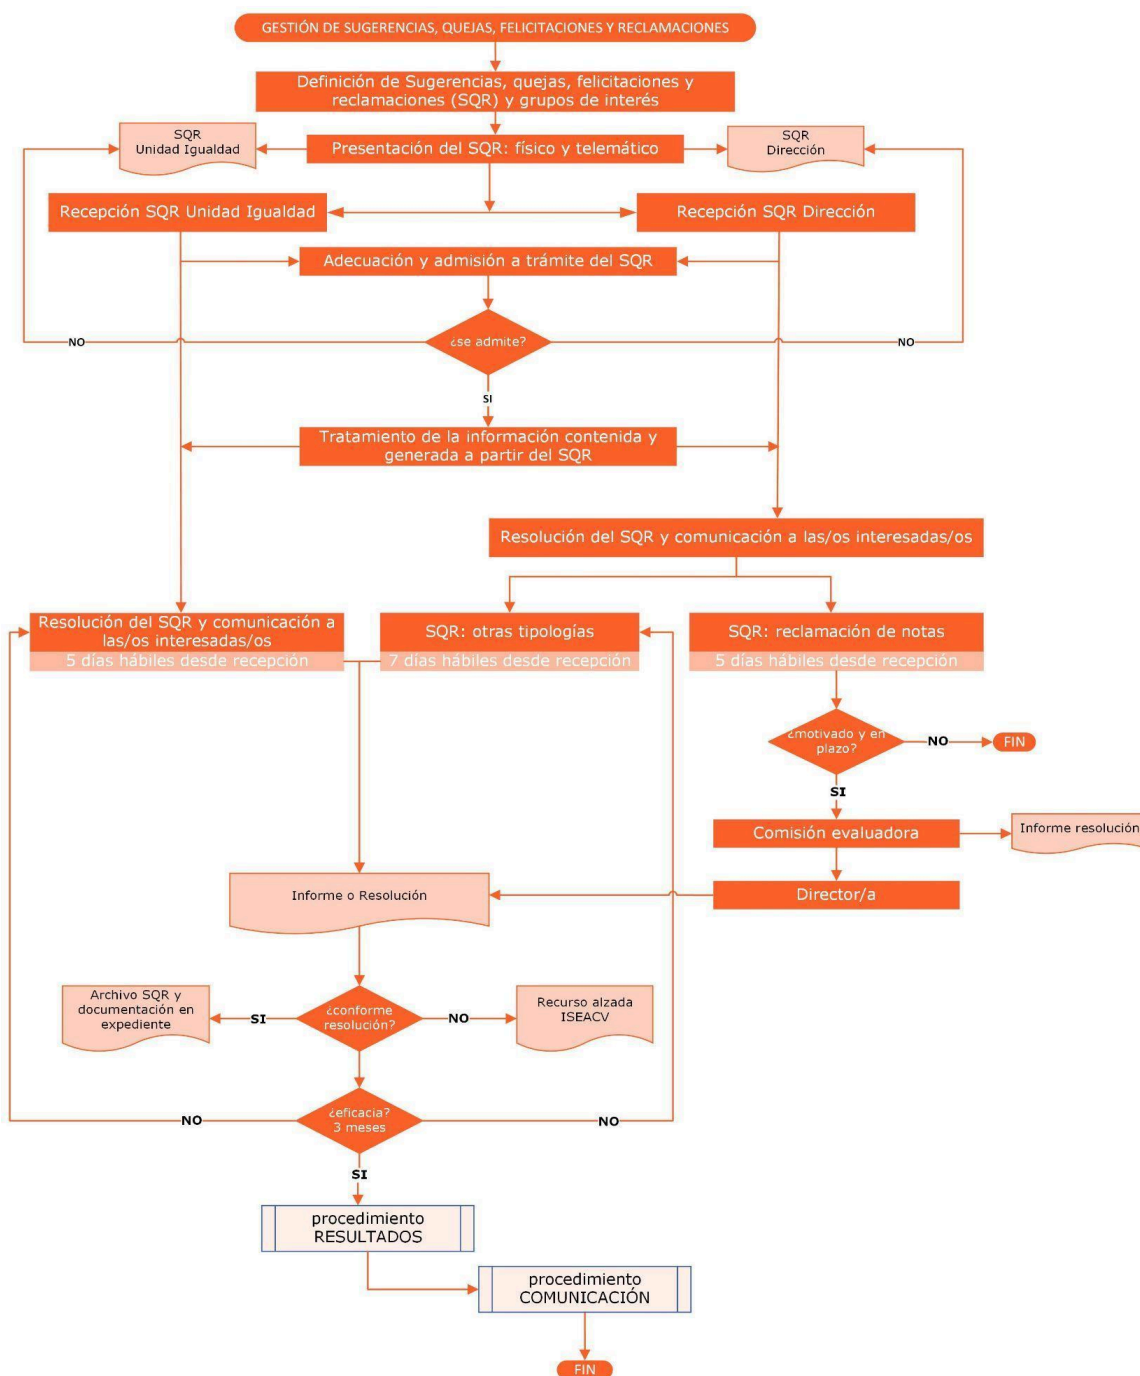 GESTIÓN DE SUGERENCIAS, QUEJAS, FELICITACIONES Y RECLAMACIONES
Definición de Sugerencias, quejas, felicitaciones y
reclamaciones (SQR) y grupos de interés
SQR
Unidad Igualdad
Presentación del SQR: físico y telemático
SQR
Dirección
Recepción SQR Unidad Igualdad
Recepción SQR Dirección
Adecuación y admisión a trámite del SQR
NO
¿se admite?
NO
SI
Tratamiento de la información contenida y
generada a partir del SQR
Resolución del SQR y comunicación a las/os interesadas/os
Resolución del SQR y comunicación a
las/os interesadas/os
5 días hábiles desde recepción
SQR: otras tipologías
7 días hábiles desde recepción
SQR: reclamación de notas
5 días hábiles desde recepción
¿motivado y en
plazo?
NO
FIN
SI
Comisión evaluadora
Informe resolución
Director/a
Informe o Resolución
Archivo SQR y
documentación en
expediente
SI
¿conforme
resolución?
NO
Recurso alzada
ISEACV
NO
¿eficacia?
3 meses
NO
SI
procedimiento
RESULTADOS
procedimiento
COMUNICACIÓN
FIN